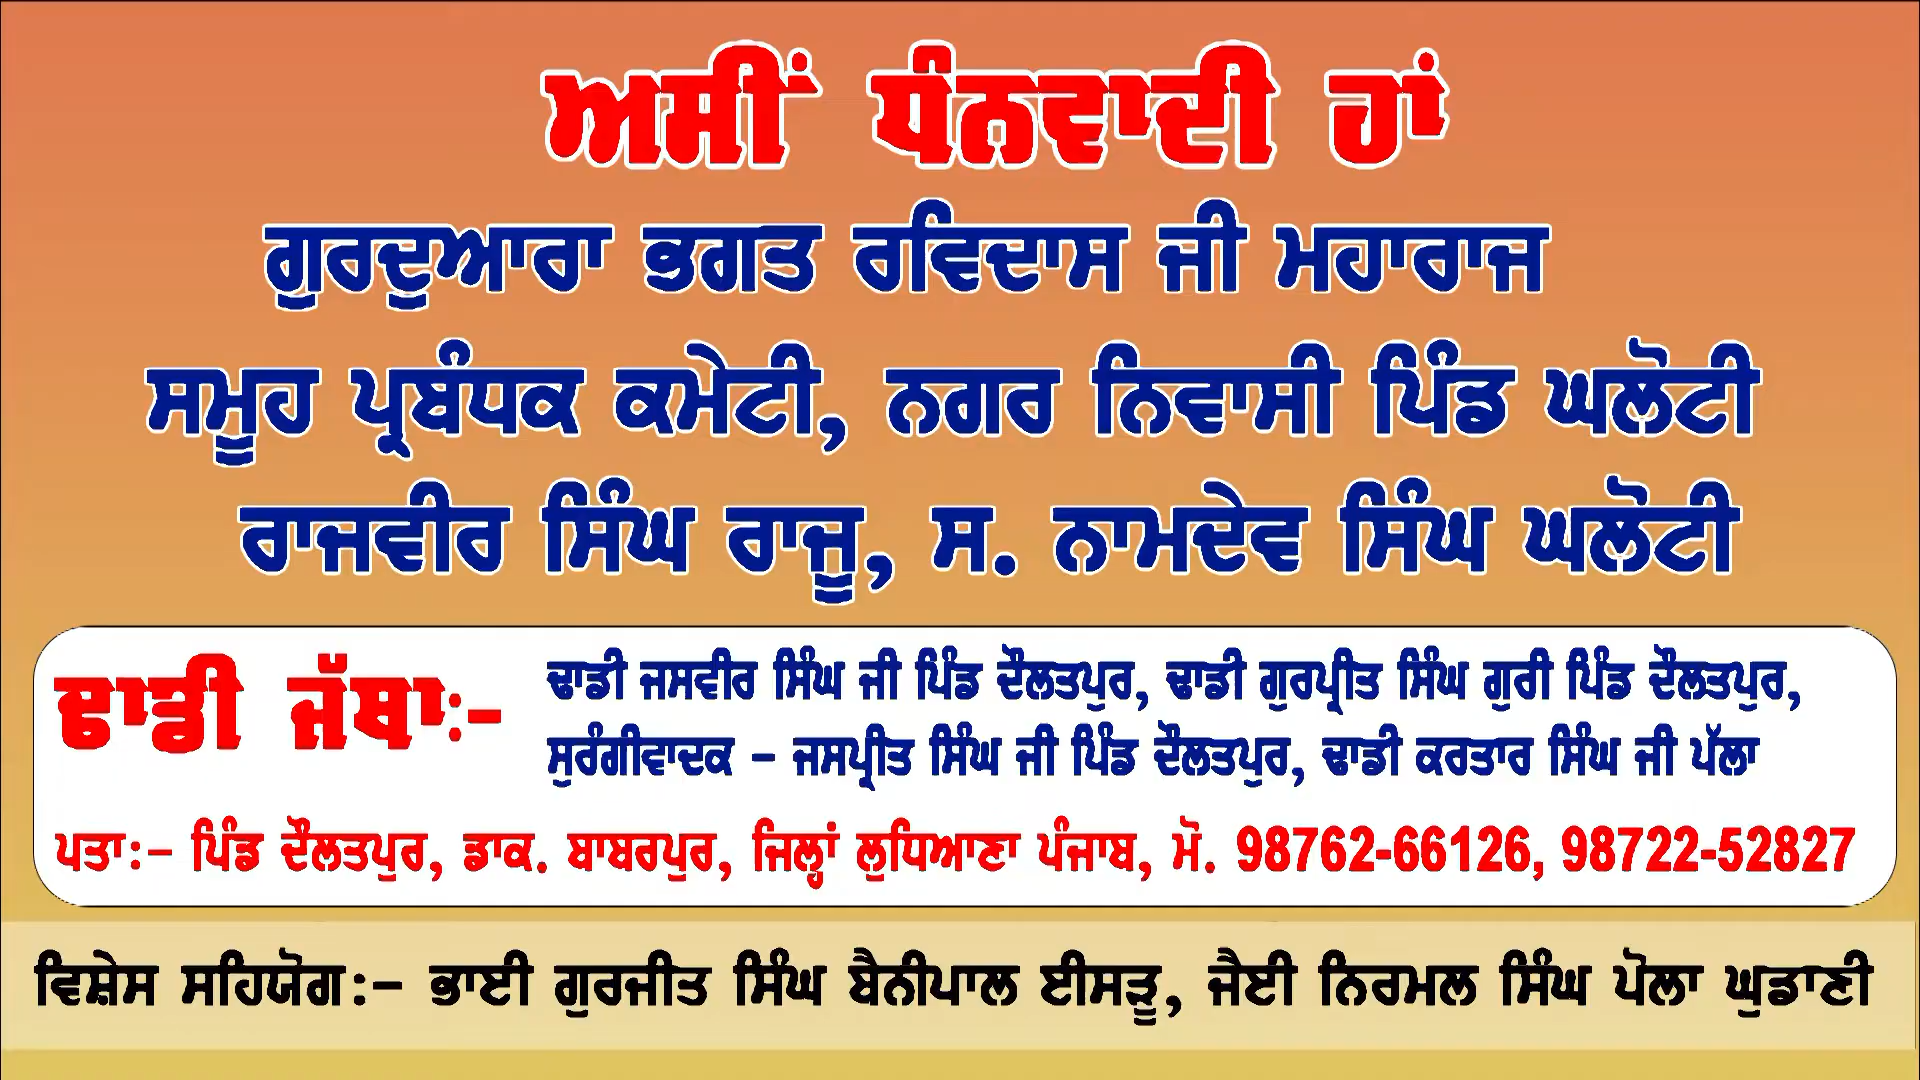 ਅਸੀਂ ਧੰਨਵਾਦੀ ਹਾਂ
ਗੁਰਦੁਆਰਾ ਭਗਤ ਰਵਿਦਾਸ ਜੀ ਮਹਾਰਾਜ
ਸਮੂਹ ਪ੍ਰਬੰਧਕ ਕਮੇਟੀ, ਨਗਰ ਨਿਵਾਸੀ ਪਿੰਡ ਘਲੋਟੀ
ਰਾਜਵੀਰ ਸਿੰਘ ਰਾਜੂ, ਸ. ਨਾਮਦੇਵ ਸਿੰਘ ਘਲੋਟੀ
ਢਾਡੀ ਜੱਥਾ:-
ਢਾਡੀ ਜਸਵੀਰ ਸਿੰਘ ਜੀ ਪਿੰਡ ਦੌਲਤਪੁਰ, ਢਾਡੀ ਗੁਰਪ੍ਰੀਤ ਸਿੰਘ ਗੁਰੀ ਪਿੰਡ ਦੌਲਤਪੁਰ,
ਸੁਰੰਗੀਵਾਦਕ - ਜਸਪ੍ਰੀਤ ਸਿੰਘ ਜੀ ਪਿੰਡ ਦੌਲਤਪੁਰ, ਢਾਡੀ ਕਰਤਾਰ ਸਿੰਘ ਜੀ ਪੱਲਾ
ਪਤਾ:- ਪਿੰਡ ਦੌਲਤਪੁਰ, ਡਾਕ. ਬਾਬਰਪੁਰ, ਜਿਲ੍ਹਾਂ ਲੁਧਿਆਣਾ ਪੰਜਾਬ, ਮੋ. 98762-66126, 98722-52827
ਵਿਸ਼ੇਸ ਸਹਿਯੋਗ:- ਭਾਈ ਗੁਰਜੀਤ ਸਿੰਘ ਬੈਨੀਪਾਲ ਈਸੜੂ, ਜੈਈ ਨਿਰਮਲ ਸਿੰਘ ਪੋਲਾ ਘੁਡਾਣੀ